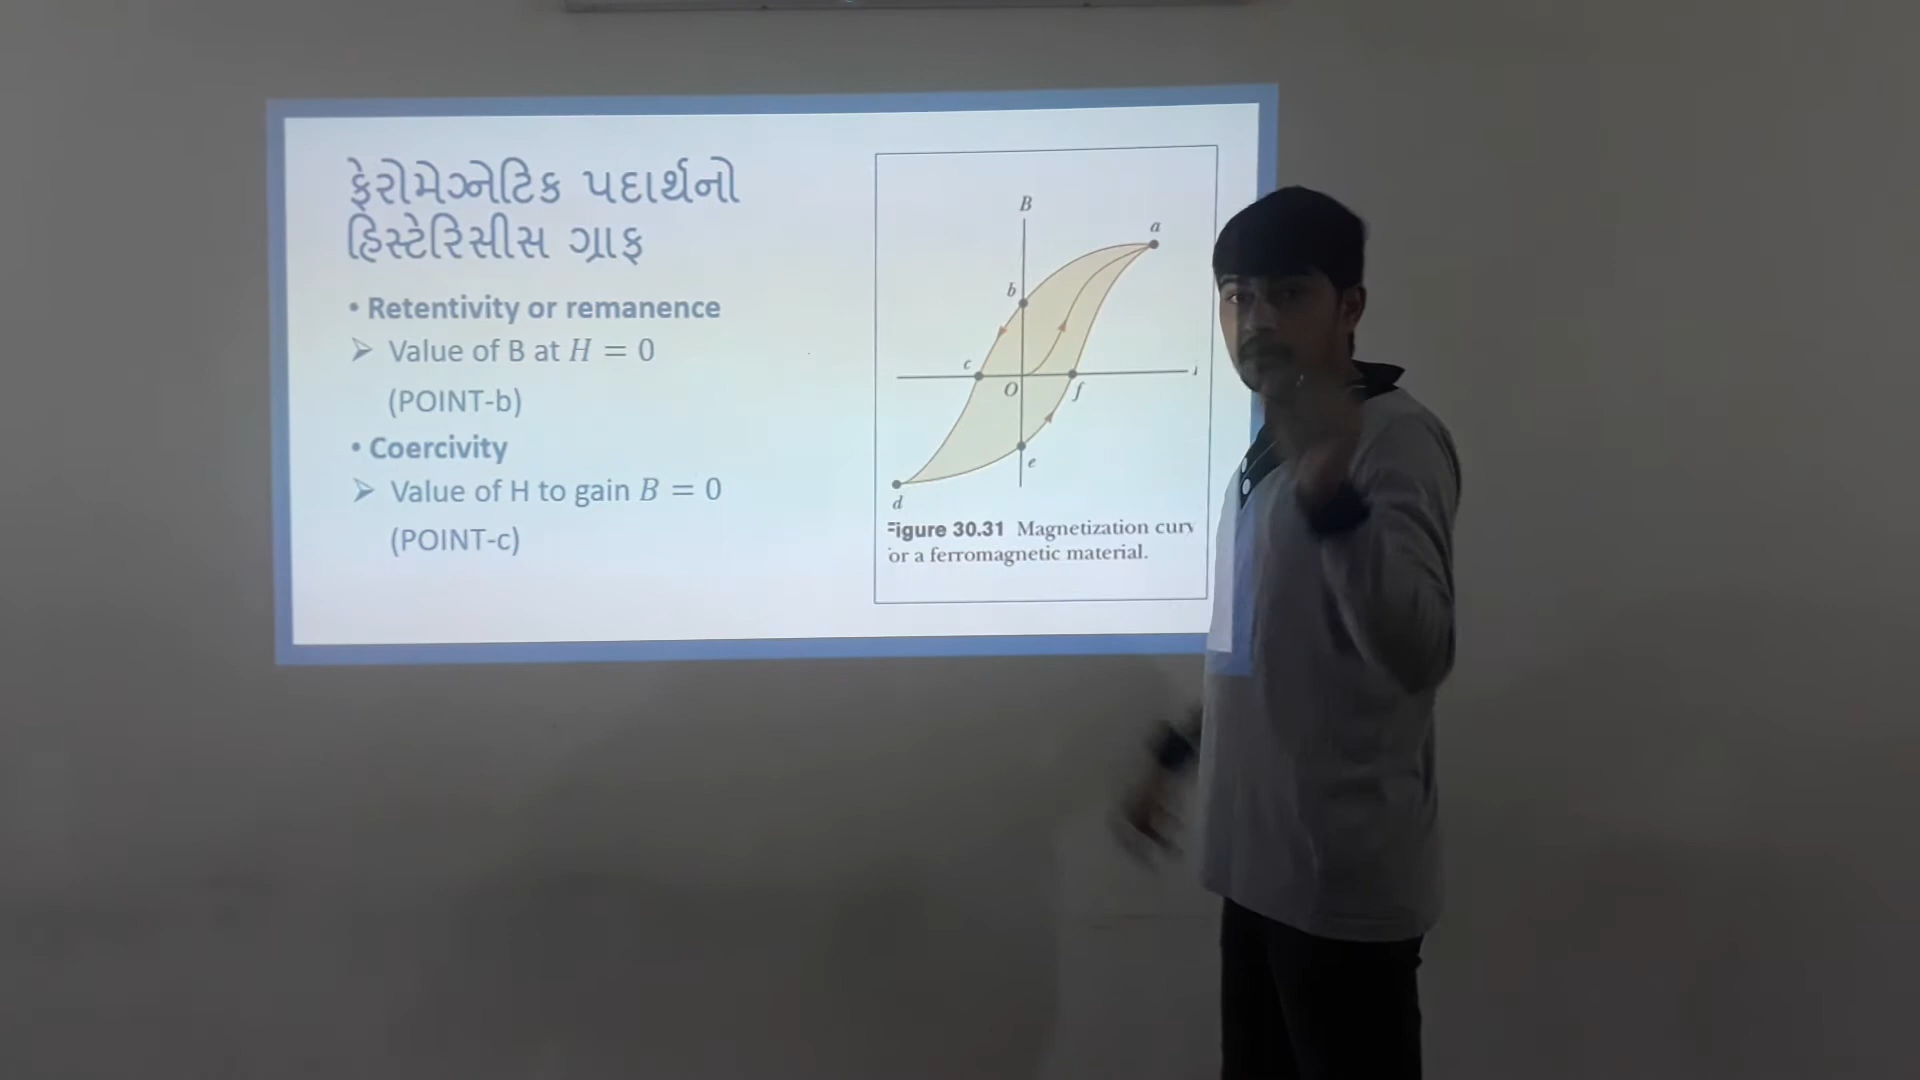 ફેરોમેગ્નેટિક પદાર્થનો
હિસ્ટેરિસીસ ગ્રાફ
• Retentivity or remanence
➢ Value of B at H = 0
(POINT-b)
• Coercivity
➢ Value of H to gain B = 0
(POINT-c)
B
a
b
c
O
f
e
d
Figure 30.31 Magnetization curv
or a ferromagnetic material.